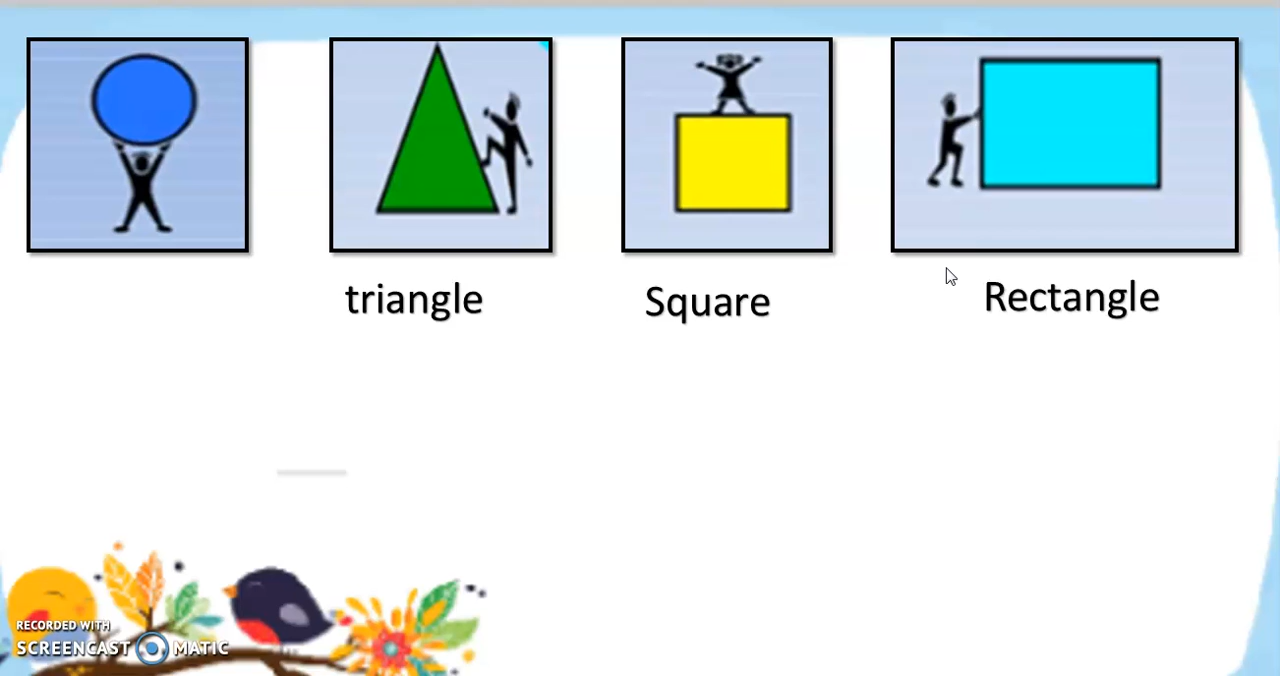 triangle
Square
Rectangle
RECORDED WITH
SCREENCAST MATIC